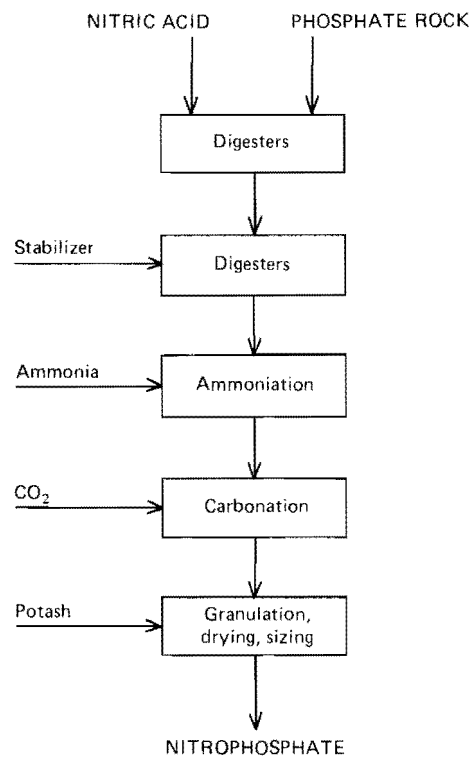 NITRIC ACID PHOSPHATE ROCK
Digesters
Stabilizer
Digesters
Ammonia
Ammoniation
CO₂
Carbonation
Potash
Granulation,
drying, sizing
NITROPHOSPHATE